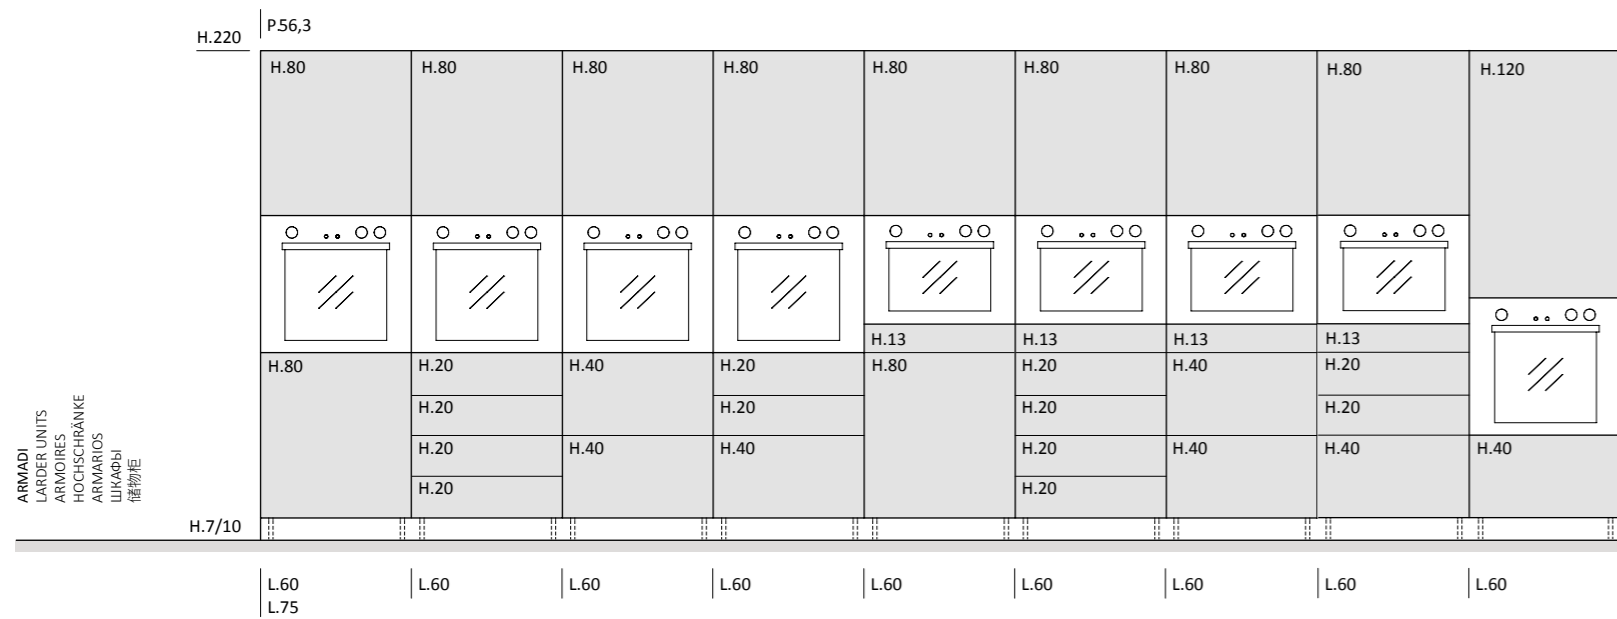 P.56,3
H.220
H.80 H.80 H.80 H.80 H.80 H.80 H.80 H.80 H.120
H.13 H.13 H.13 H.13
H.80 H.20 H.40 H.20 H.80 H.20 H.40 H.20
H.20 H.20 H.20 H.20
H.20 H.40 H.40 H.20 H.40 H.40 H.40
H.20 H.20
ARMADI
LARDER UNITS
ARMOIRES
HOCHSCHRÄNKE
ARMARIOS
ШКАФЫ
储物柜
H.7/10
L.60 L.60 L.60 L.60 L.60 L.60 L.60 L.60 L.60
L.75